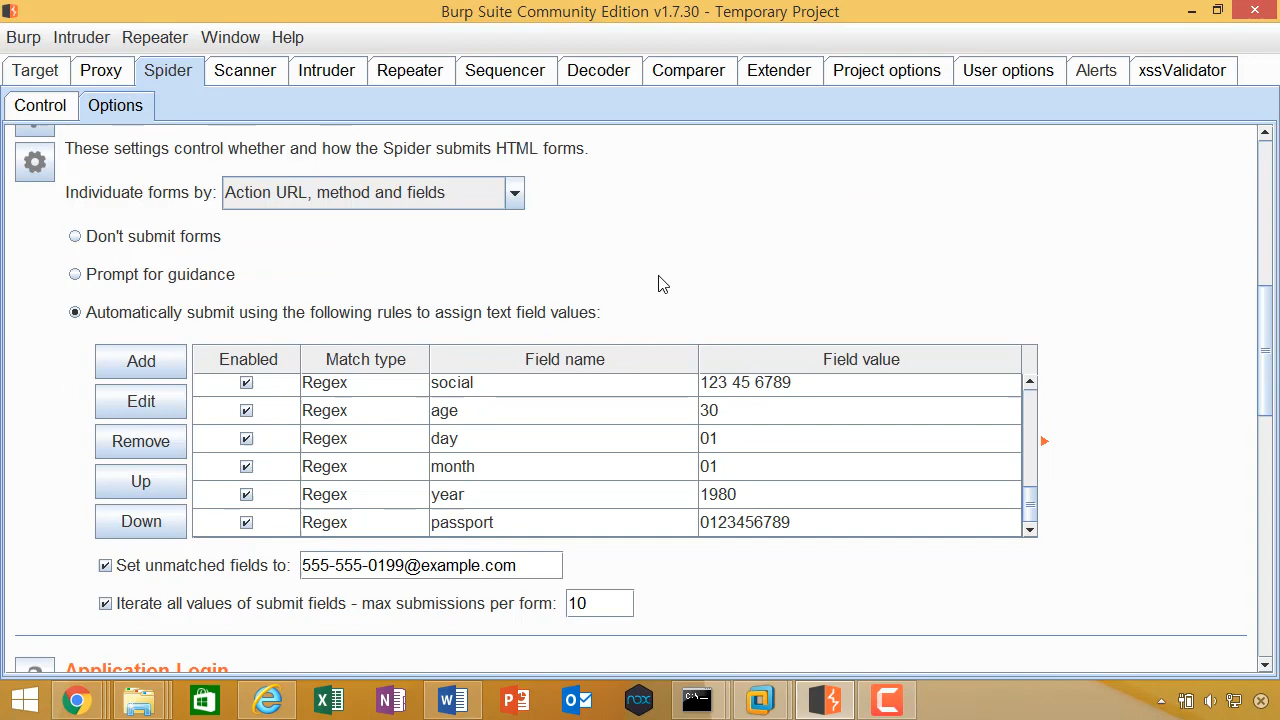 Burp Suite Community Edition v1.7.30 - Temporary Project
Burp Intruder Repeater Window Help
Target Proxy Spider Scanner Intruder Repeater Sequencer Decoder Comparer Extender Project options User options Alerts xssValidator
Control Options
These settings control whether and how the Spider submits HTML forms.
Individuate forms by: Action URL, method and fields
Don't submit forms
Prompt for guidance
Automatically submit using the following rules to assign text field values:
Add Enabled Match type Field name Field value
Regex social 123 45 6789
Edit Regex age 30
Remove Regex day 01
Regex month 01
Up Regex year 1980
Down Regex passport 0123456789
Set unmatched fields to: 555-555-0199@example.com
Iterate all values of submit fields - max submissions per form: 10
Application Login